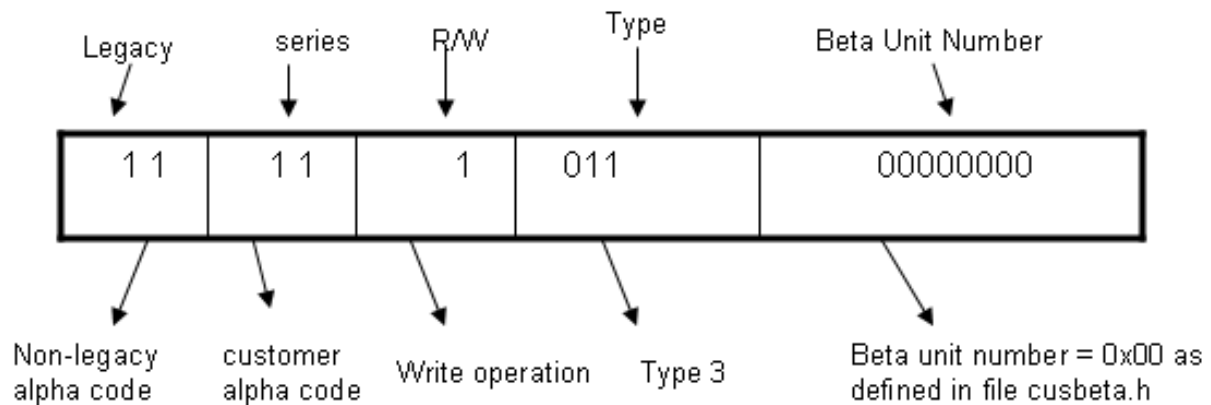 Legacy series R/W Type Beta Unit Number
1 1 1 1 1 011 00000000
Non-legacy customer Write operation Type 3 Beta unit number = 0x00 as
alpha code alpha code defined in file cusbeta.h